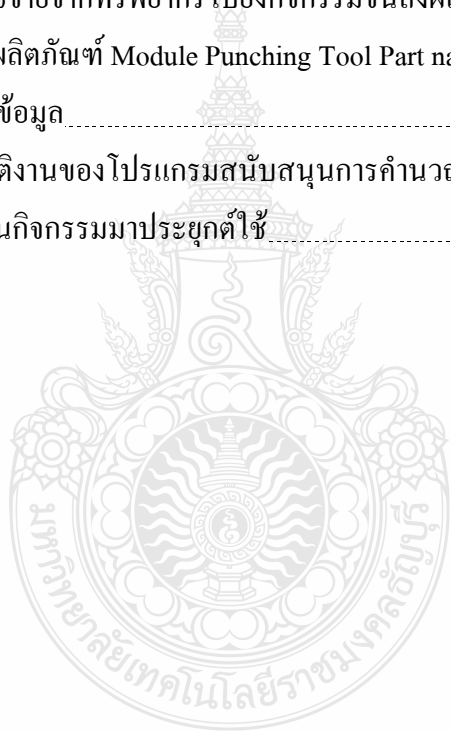 ผลิตภัณฑ์ Module Punching Tool Part na
ข้อมูล
ติงานของโปรแกรมสนับสนุนการคำนวณ
นกิจกรรมมาประยุกต์ใช้
มหาวิทยาลัยเทคโนโลยีราชมงคลธัญบุรี